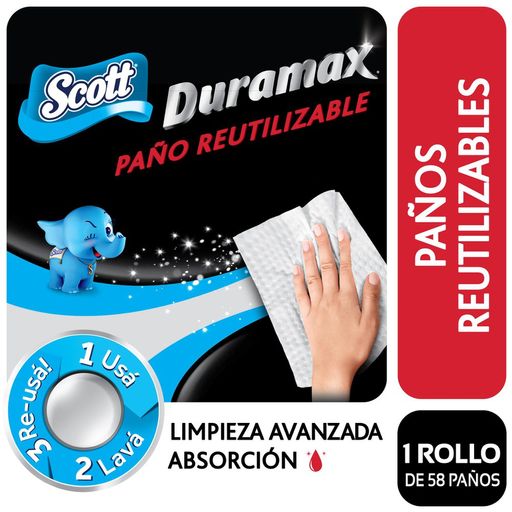 Scott
Duramax
PAÑO REUTILIZABLE
1 Usá
2 Lavá
3 Re-usá!
LIMPIEZA AVANZADA
ABSORCIÓN
PAÑOS
REUTILIZABLES
1 ROLLO
DE 58 PAÑOS